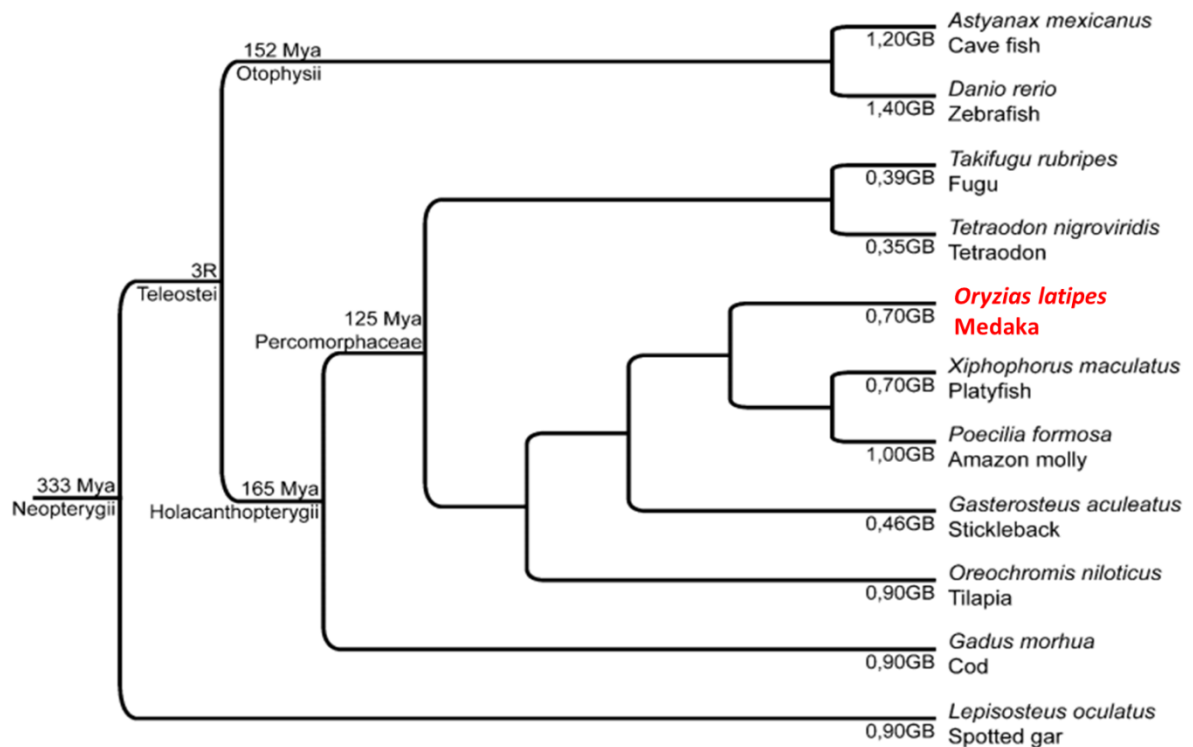 Astyanax mexicanus
1,20GB
Cave fish
152 Mya
Otophysii
Danio rerio
1,40GB
Zebrafish
Takifugu rubripes
0,39GB
Fugu
Tetraodon nigroviridis
0,35GB
Tetraodon
3R
Teleostei
Oryzias latipes
0,70GB
Medaka
125 Mya
Percomorphaceae
Xiphophorus maculatus
0,70GB
Platyfish
Poecilia formosa
1,00GB
Amazon molly
333 Mya
Neopterygii
165 Mya
Holacanthopterygii
Gasterosteus aculeatus
0,46GB
Stickleback
Oreochromis niloticus
0,90GB
Tilapia
Gadus morhua
0,90GB
Cod
Lepisosteus oculatus
0,90GB
Spotted gar